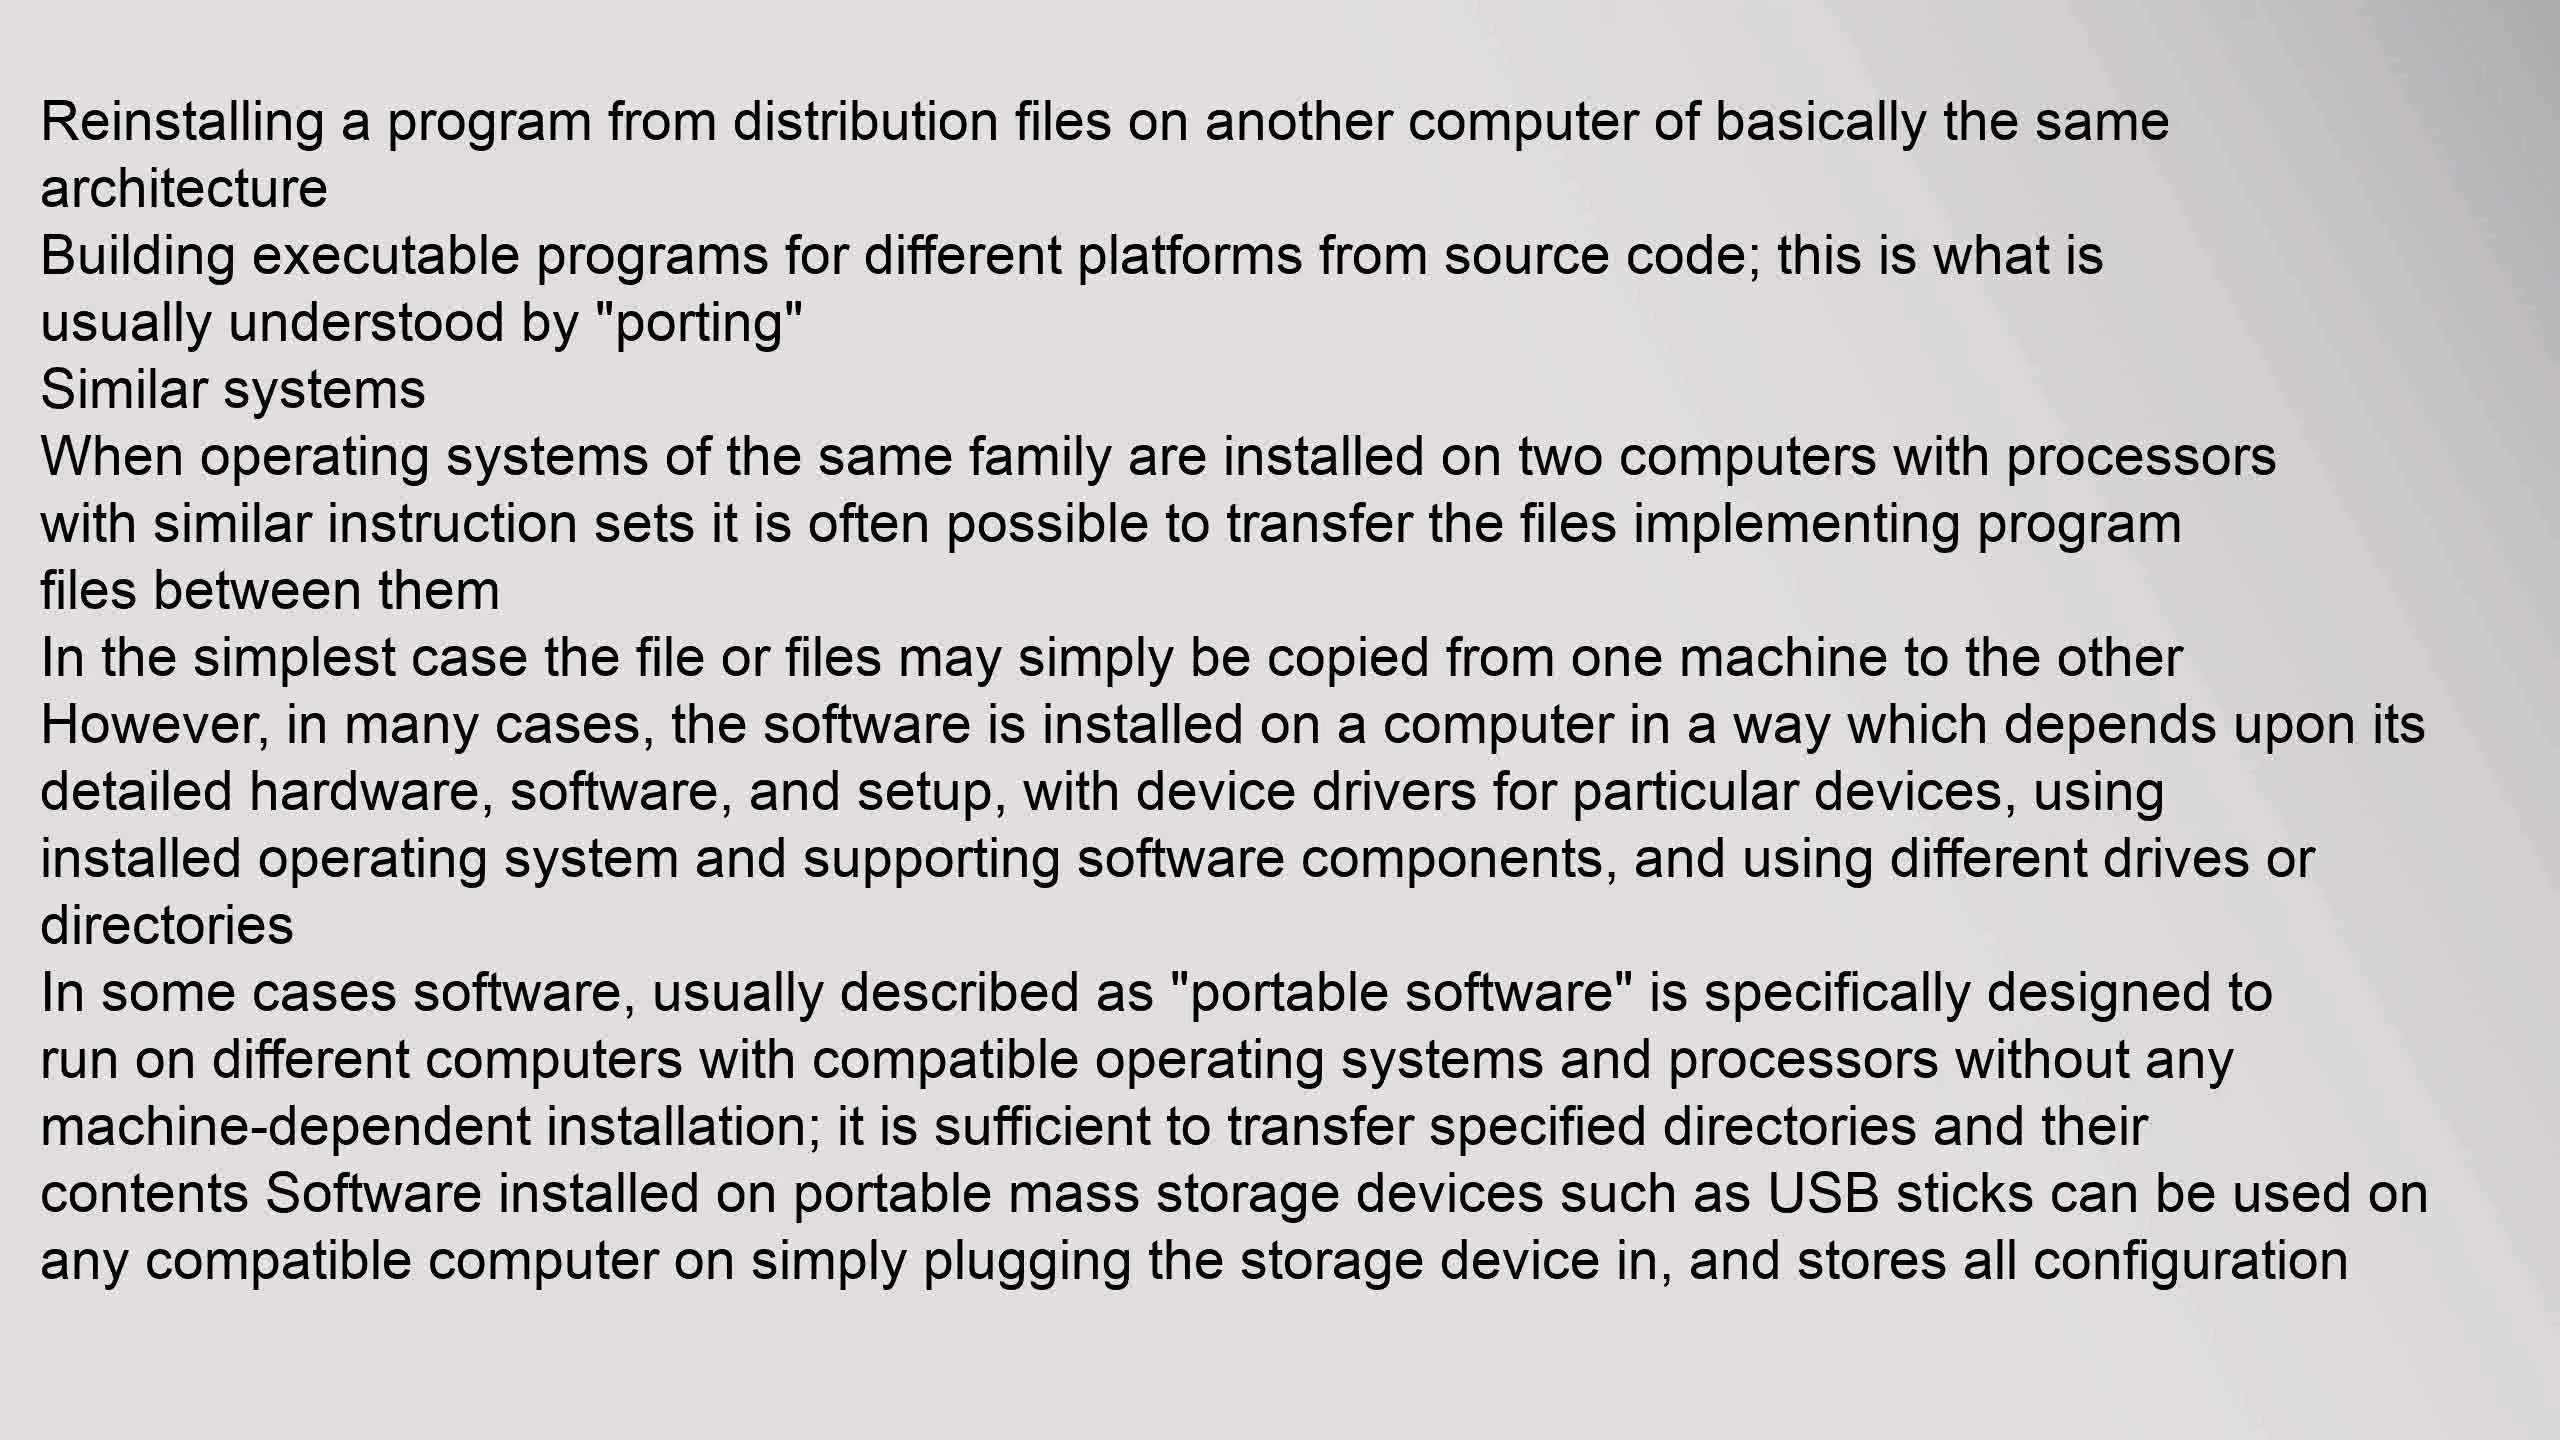 Reinstalling a program from distribution files on another computer of basically the same
architecture
Building executable programs for different platforms from source code; this is what is
usually understood by "porting"
Similar systems
When operating systems of the same family are installed on two computers with processors
with similar instruction sets it is often possible to transfer the files implementing program
files between them
In the simplest case the file or files may simply be copied from one machine to the other
However, in many cases, the software is installed on a computer in a way which depends upon its
detailed hardware, software, and setup, with device drivers for particular devices, using
installed operating system and supporting software components, and using different drives or
directories
In some cases software, usually described as "portable software" is specifically designed to
run on different computers with compatible operating systems and processors without any
machine-dependent installation; it is sufficient to transfer specified directories and their
contents Software installed on portable mass storage devices such as USB sticks can be used on
any compatible computer on simply plugging the storage device in, and stores all configuration